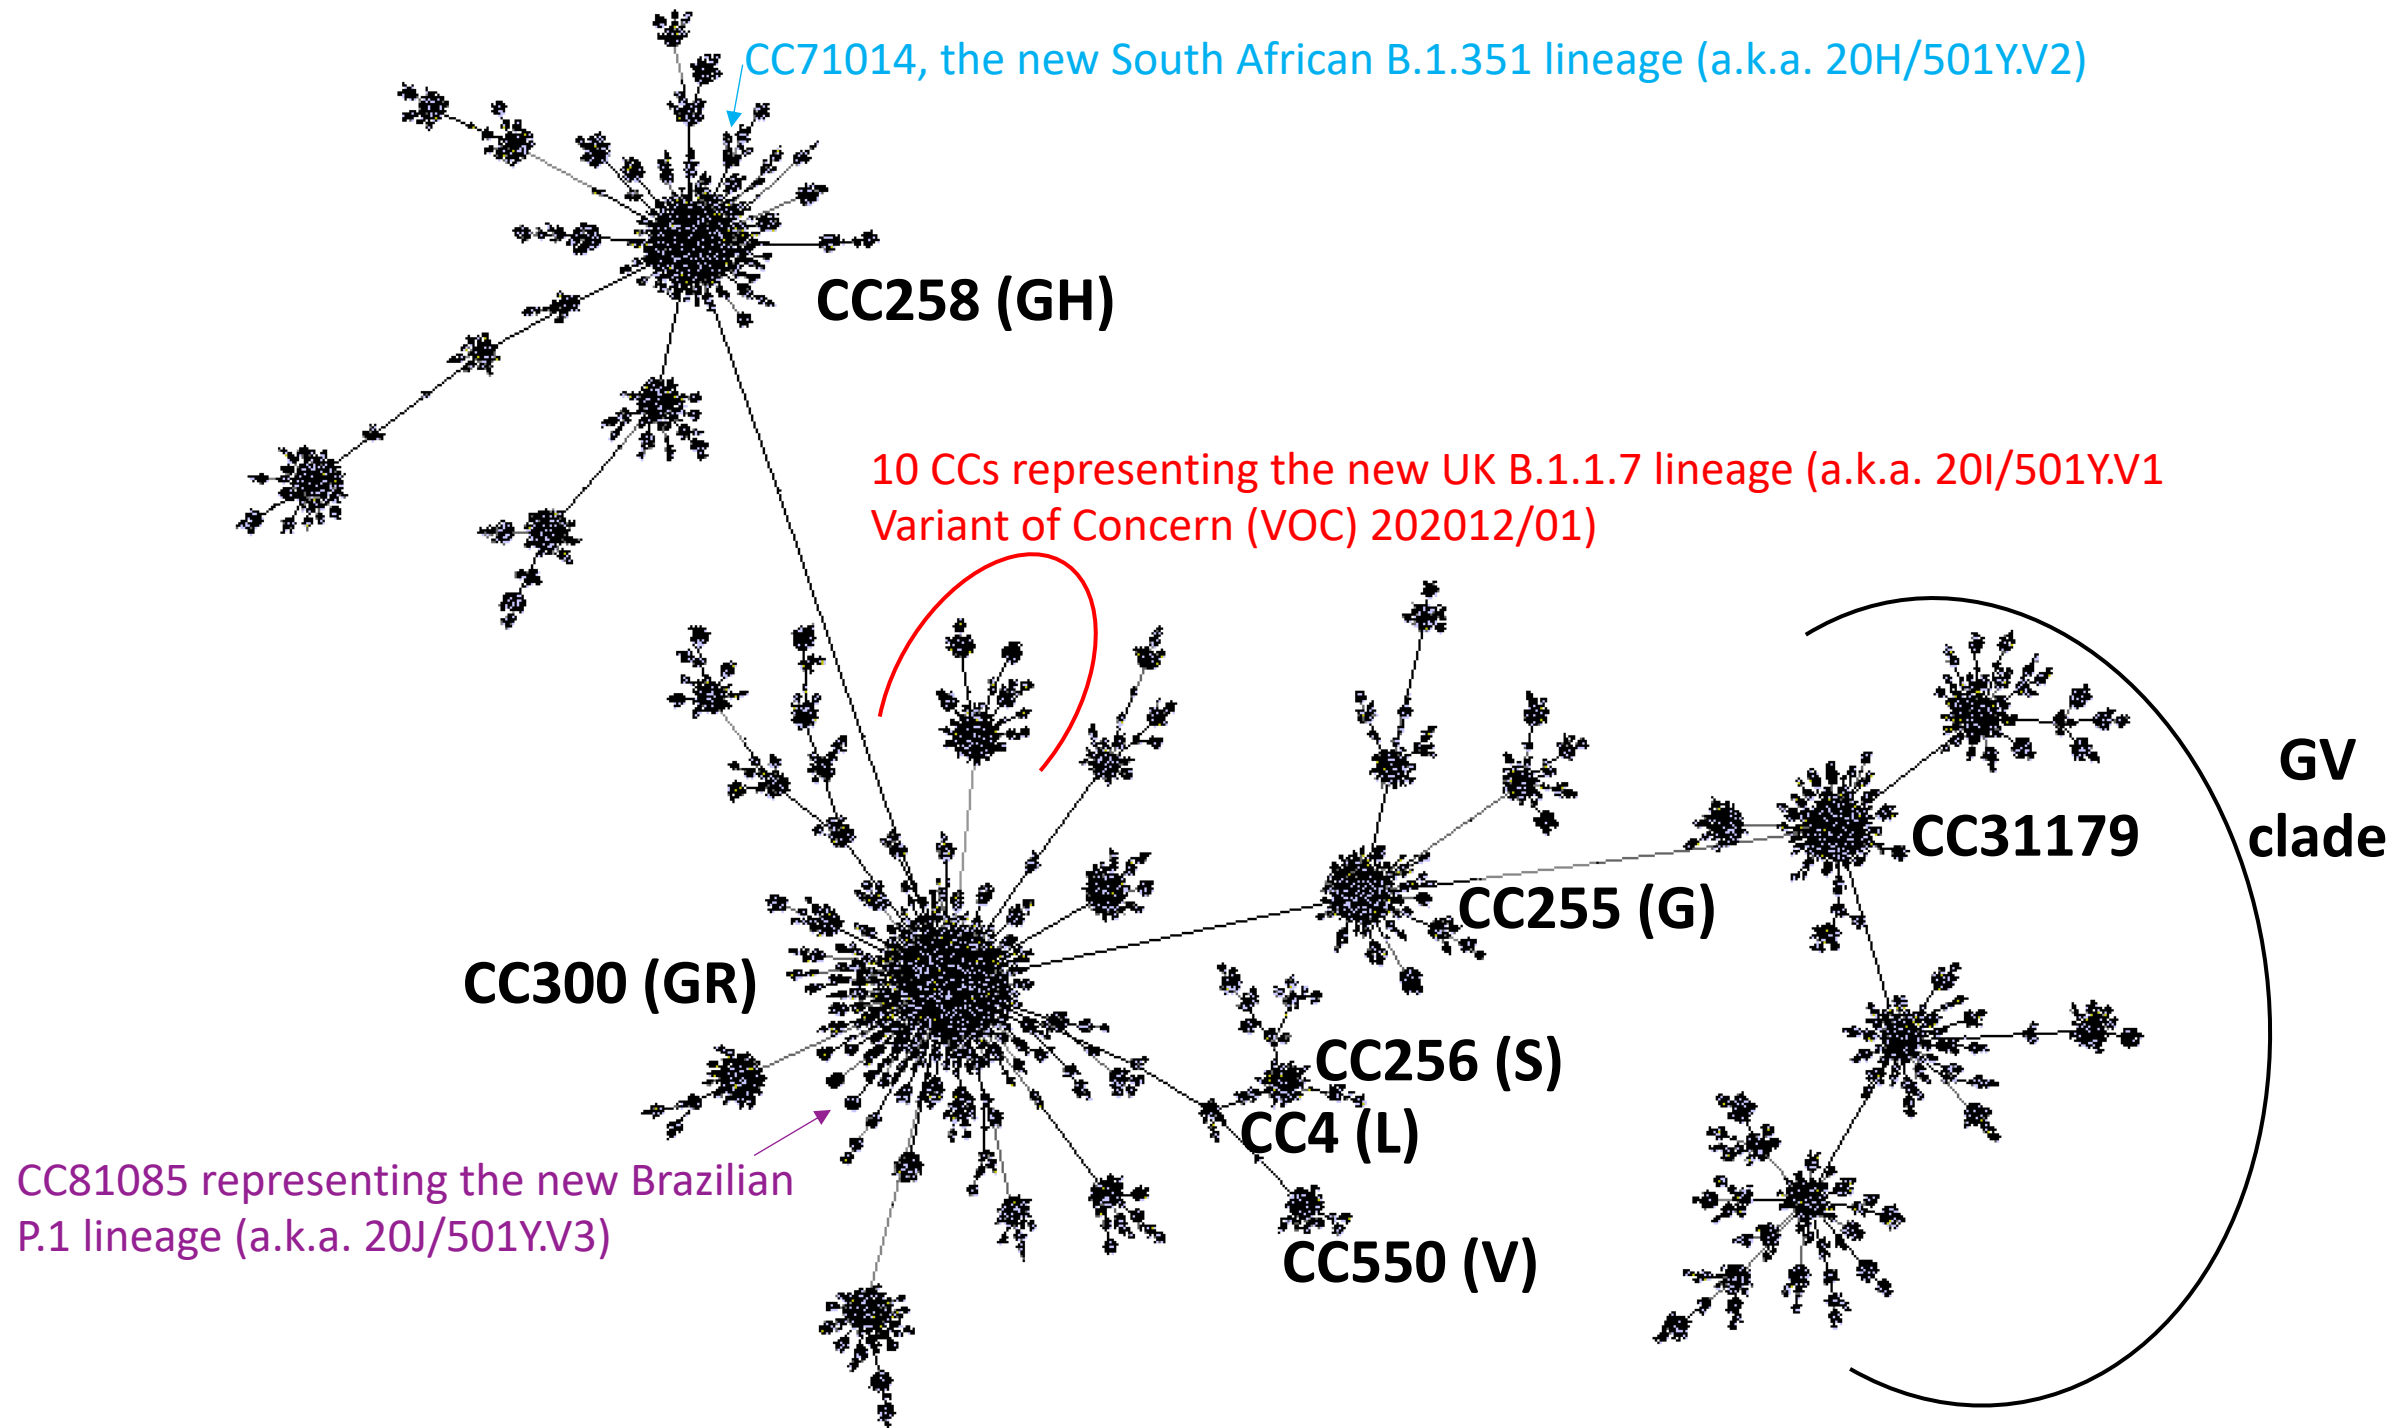 CC71014, the new South African B.1.351 lineage (a.k.a. 20H/501Y.V2)
CC258 (GH)
10 CCs representing the new UK B.1.1.7 lineage (a.k.a. 20I/501Y.V1
Variant of Concern (VOC) 202012/01)
GV
clade
CC31179
CC255 (G)
CC300 (GR)
CC256 (S)
CC4 (L)
CC81085 representing the new Brazilian
P.1 lineage (a.k.a. 20J/501Y.V3)
CC550 (V)